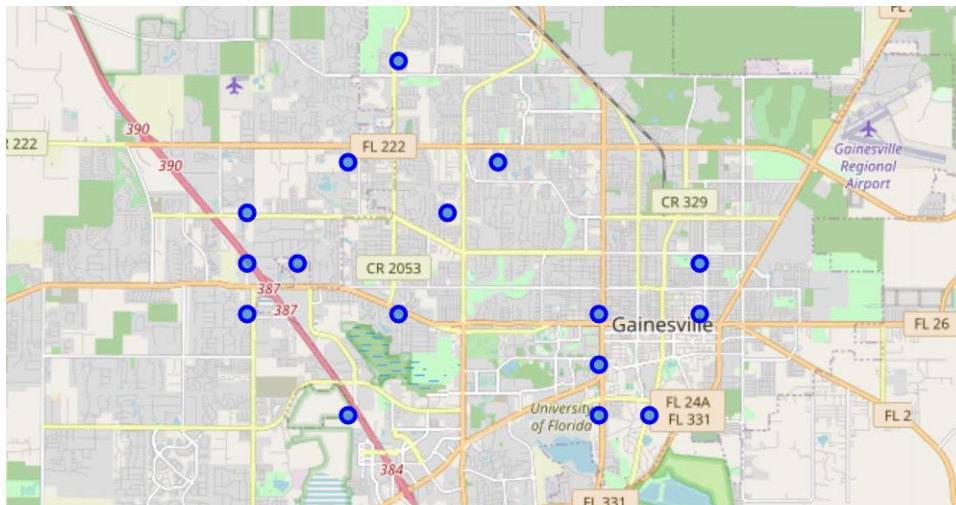 FL
390
R 222
FL 222
390
Gainesville
Regional
Airport
CR 329
CR 2053
387
387
Gainesville
FL 26
University
of Florida
FL 24A
FL 331
FL 2
384
FL 331